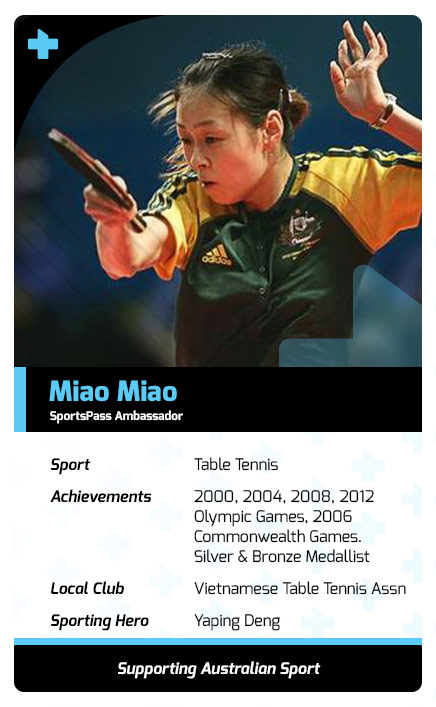 adidas
Miao Miao
SportsPass Ambassador
Sport Table Tennis
Achievements 2000, 2004, 2008, 2012
Olympic Games, 2006
Commonwealth Games.
Silver & Bronze Medallist
Local Club Vietnamese Table Tennis Assn
Sporting Hero Yaping Deng
Supporting Australian Sport